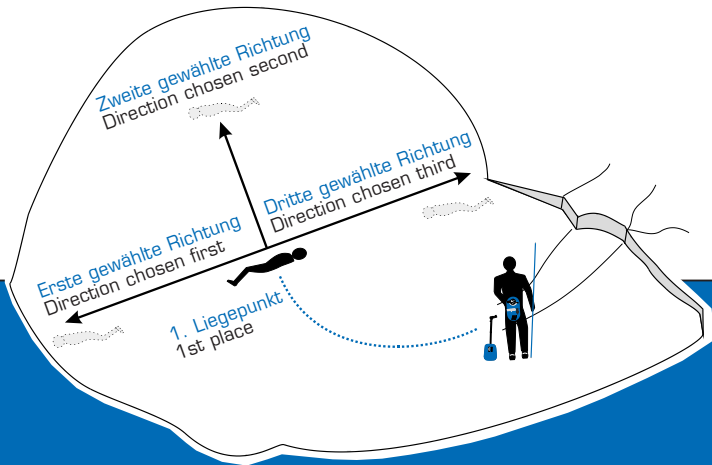 Zweite gewählte Richtung
Direction chosen second
Dritte gewählte Richtung
Direction chosen third
Erste gewählte Richtung
Direction chosen first
1. Liegepunkt
1st place